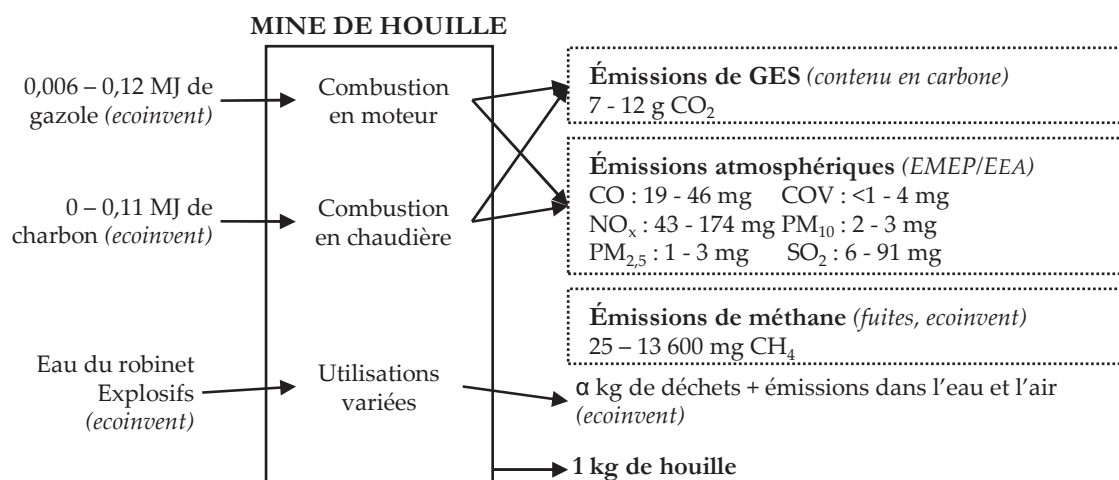 MINE DE HOUILLE
0,006 – 0,12 MJ de
gazole (ecoinvent)
Combustion
en moteur
Émissions de GES (contenu en carbone)
7 - 12 g CO₂
Émissions atmosphériques (EMEP/EEA)
CO : 19 - 46 mg COV : <1 - 4 mg
NOₓ : 43 - 174 mg PM₁₀ : 2 - 3 mg
PM₂,₅ : 1 - 3 mg SO₂ : 6 - 91 mg
0 – 0,11 MJ de
charbon (ecoinvent)
Combustion
en chaudière
Émissions de méthane (fuites, ecoinvent)
25 – 13 600 mg CH₄
Eau du robinet
Explosifs
(ecoinvent)
Utilisations
variées
α kg de déchets + émissions dans l'eau et l'air
(ecoinvent)
1 kg de houille